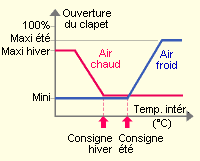 Ouverture
du clapet
100%
Maxi été
Maxi hiver
Air
chaud
Air
froid
Mini
Temp. intér.
(°C)
Consigne
hiver
Consigne
été